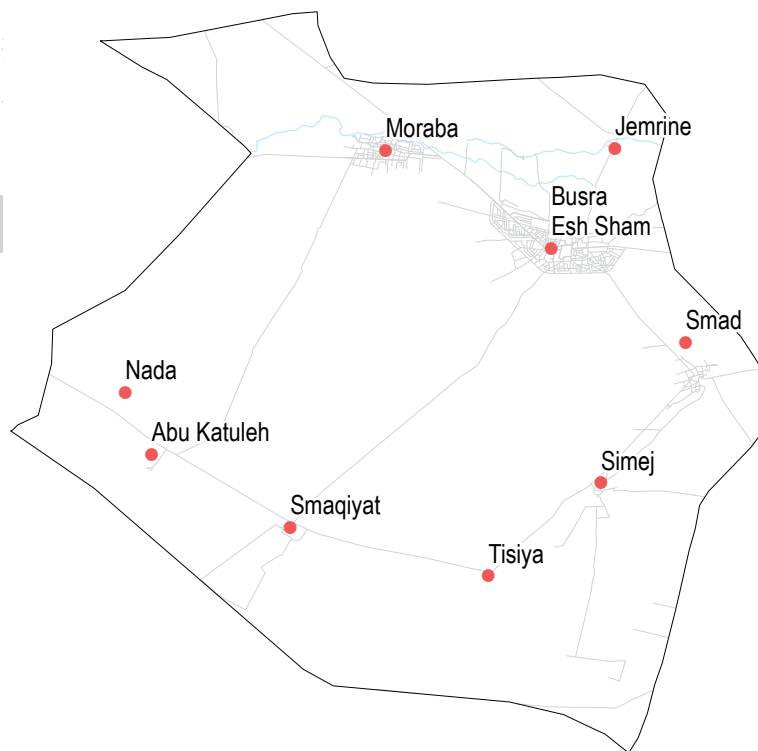 Moraba
Jemrine
Busra
Esh Sham
Smad
Nada
Abu Katuleh
Simej
Smaqiyat
Tisiya